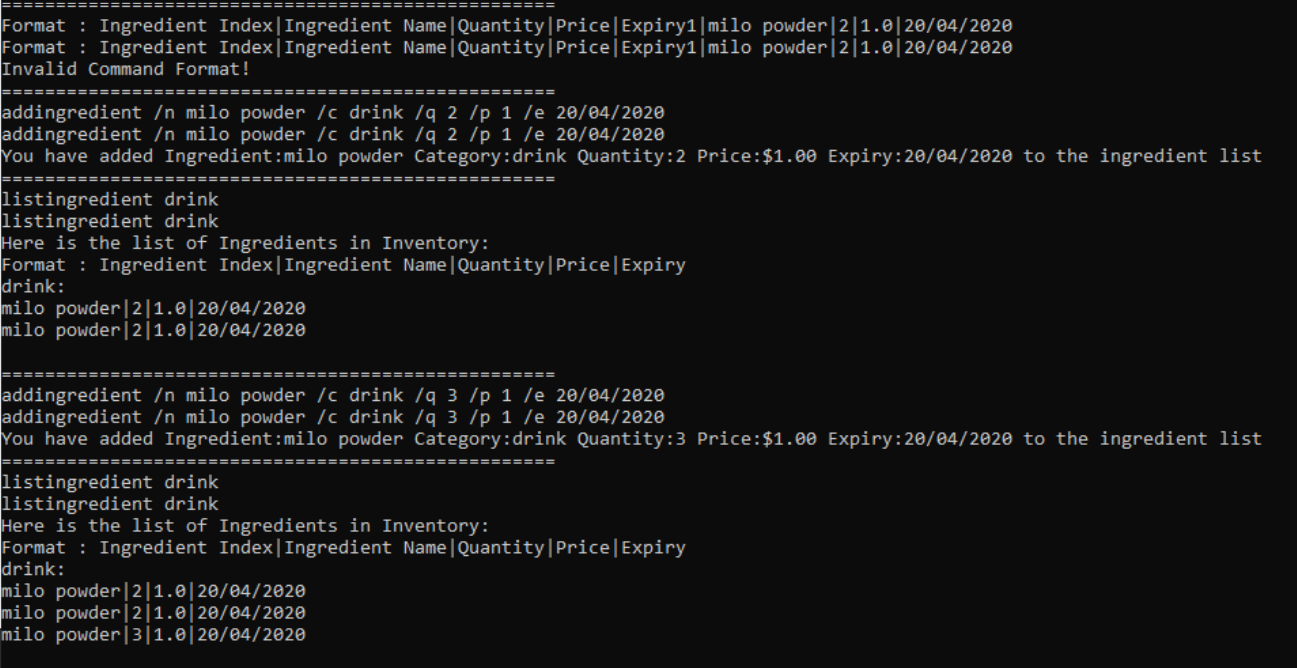 ===================================================
Format : Ingredient Index|Ingredient Name|Quantity|Price|Expiry1|milo powder|2|1.0|20/04/2020
Format : Ingredient Index|Ingredient Name|Quantity|Price|Expiry1|milo powder|2|1.0|20/04/2020
Invalid Command Format!
===================================================
addingredient /n milo powder /c drink /q 2 /p 1 /e 20/04/2020
addingredient /n milo powder /c drink /q 2 /p 1 /e 20/04/2020
You have added Ingredient:milo powder Category:drink Quantity:2 Price:$1.00 Expiry:20/04/2020 to the ingredient list
===================================================
listingredient drink
listingredient drink
Here is the list of Ingredients in Inventory:
Format : Ingredient Index|Ingredient Name|Quantity|Price|Expiry
drink:
milo powder|2|1.0|20/04/2020
milo powder|2|1.0|20/04/2020
===================================================
addingredient /n milo powder /c drink /q 3 /p 1 /e 20/04/2020
addingredient /n milo powder /c drink /q 3 /p 1 /e 20/04/2020
You have added Ingredient:milo powder Category:drink Quantity:3 Price:$1.00 Expiry:20/04/2020 to the ingredient list
===================================================
listingredient drink
listingredient drink
Here is the list of Ingredients in Inventory:
Format : Ingredient Index|Ingredient Name|Quantity|Price|Expiry
drink:
milo powder|2|1.0|20/04/2020
milo powder|2|1.0|20/04/2020
milo powder|3|1.0|20/04/2020